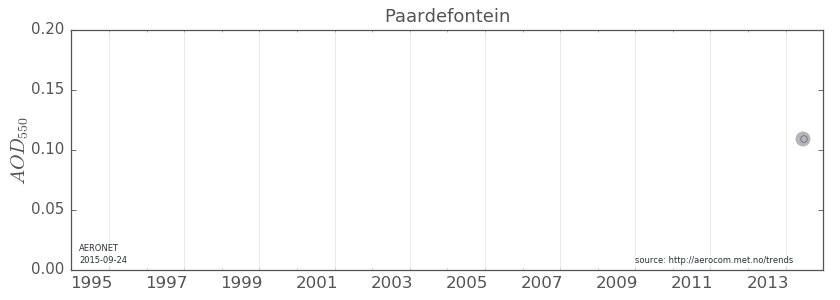 Paardefontein
0.20
0.15
0.10
0.05
0.00
AOD550
AERONET
2015-09-24
source: http://aerocom.met.no/trends
1995 1997 1999 2001 2003 2005 2007 2009 2011 2013